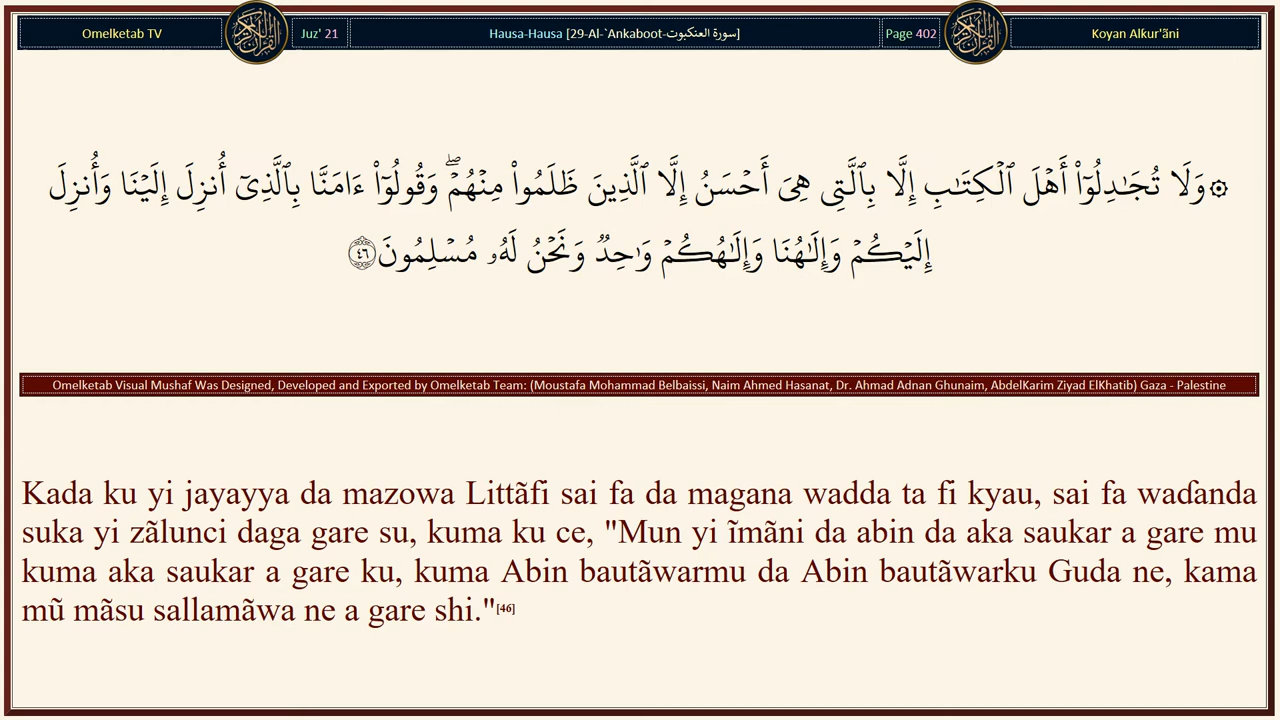 Omelketab TV
Juz' 21
Hausa-Hausa [29-Al-`Ankaboot-سورة العنكبوت]
Page 402
Koyan Alƙur'ãni
۞ وَلَا تُجَـٰدِلُوٓا۟ أَهْلَ ٱلْكِتَـٰبِ إِلَّا بِٱلَّتِى هِىَ أَحْسَنُ إِلَّا ٱلَّذِينَ ظَلَمُوا۟ مِنْهُمْ ۖ وَقُولُوٓا۟ ءَامَنَّا بِٱلَّذِىٓ أُنزِلَ إِلَيْنَا وَأُنزِلَ
إِلَيْكُمْ وَإِلَـٰهُنَا وَإِلَـٰهُكُمْ وَٰحِدٌ وَنَحْنُ لَهُۥ مُسْلِمُونَ ٤٦
Omelketab Visual Mushaf Was Designed, Developed and Exported by Omelketab Team: (Moustafa Mohammad Belbaissi, Naim Ahmed Hasanat, Dr. Ahmad Adnan Ghunaim, AbdelKarim Ziyad ElKhatib) Gaza - Palestine
Kada ku yi jayayya da mazowa Littãfi sai fa da magana wadda ta fi kyau, sai fa waɗanda
suka yi zãlunci daga gare su, kuma ku ce, "Mun yi ĩmãni da abin da aka saukar a gare mu
kuma aka saukar a gare ku, kuma Abin bautãwarmu da Abin bautãwarku Guda ne, kama
mũ mãsu sallamãwa ne a gare shi."[46]